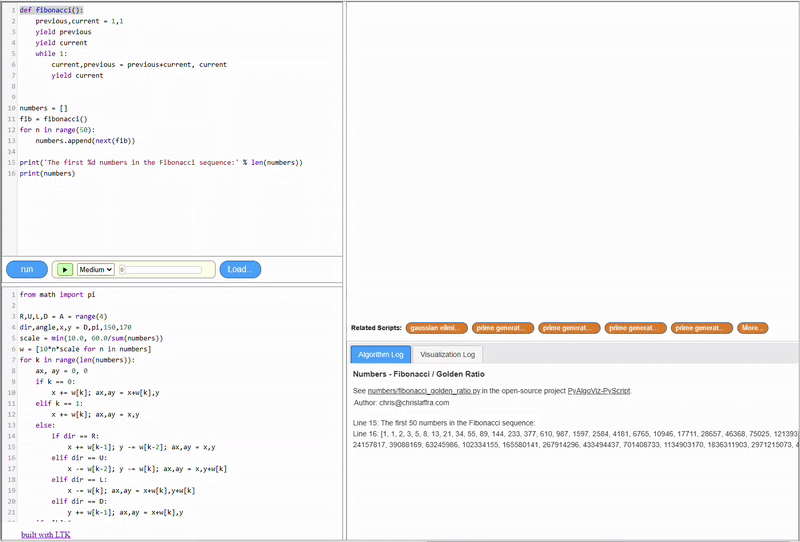 1 def fibonacci():
2 previous,current = 1,1
3 yield previous
4 yield current
5 while 1:
6 current,previous = previous+current, current
7 yield current
8
9
10 numbers = []
11 fib = fibonacci()
12 for n in range(50):
13 numbers.append(next(fib))
14
15 print('The first %d numbers in the Fibonacci sequence:' % len(numbers))
16 print(numbers)
run
Medium
0
Load...
1 from math import pi
2
3 R,U,L,D = A = range(4)
4 dir,angle,x,y = D,pi,150,170
5 scale = min(10.0, 60.0/sum(numbers))
6 w = [10*n*scale for n in numbers]
7 for k in range(len(numbers)):
8 ax, ay = 0, 0
9 if k == 0:
10 x += w[k]; ax,ay = x+w[k],y
11 elif k == 1:
12 x += w[k]; ax,ay = x,y
13 else:
14 if dir == R:
15 x += w[k-1]; y -= w[k-2]; ax,ay = x,y
16 elif dir == U:
17 x -= w[k-2]; y -= w[k]; ax,ay = x,y+w[k]
18 elif dir == L:
19 x -= w[k]; ax,ay = x+w[k],y+w[k]
20 elif dir == D:
21 y += w[k-1]; ax,ay = x+w[k],y
built with LTK
Related Scripts: gaussian elimi... prime generat... prime generat... prime generat... prime generat... More...
Algorithm Log Visualization Log
Numbers - Fibonacci / Golden Ratio
See numbers/fibonacci_golden_ratio.py in the open-source project PyAlgoViz-PyScript.
Author: chris@chrislaffra.com
Line 15: The first 50 numbers in the Fibonacci sequence:
Line 16: [1, 1, 2, 3, 5, 8, 13, 21, 34, 55, 89, 144, 233, 377, 610, 987, 1597, 2584, 4181, 6765, 10946, 17711, 28657, 46368, 75025, 121393
24157817, 39088169, 63245986, 102334155, 165580141, 267914296, 433494437, 701408733, 1134903170, 1836311903, 2971215073,